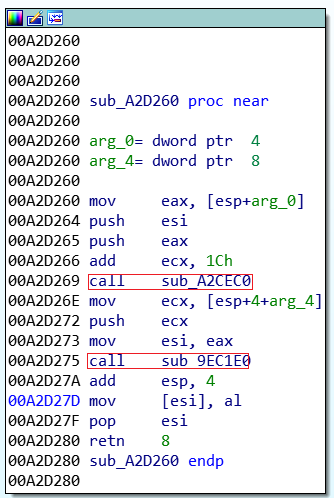 00A2D260
00A2D260
00A2D260
00A2D260 sub_A2D260 proc near
00A2D260
00A2D260 arg_0= dword ptr  4
00A2D260 arg_4= dword ptr  8
00A2D260
00A2D260 mov     eax, [esp+arg_0]
00A2D264 push    esi
00A2D265 push    eax
00A2D266 add     ecx, 1Ch
00A2D269 call    sub_A2CEC0
00A2D26E mov     ecx, [esp+4+arg_4]
00A2D272 push    ecx
00A2D273 mov     esi, eax
00A2D275 call    sub_9EC1E0
00A2D27A add     esp, 4
00A2D27D mov     [esi], al
00A2D27F pop     esi
00A2D280 retn    8
00A2D280 sub_A2D260 endp
00A2D280